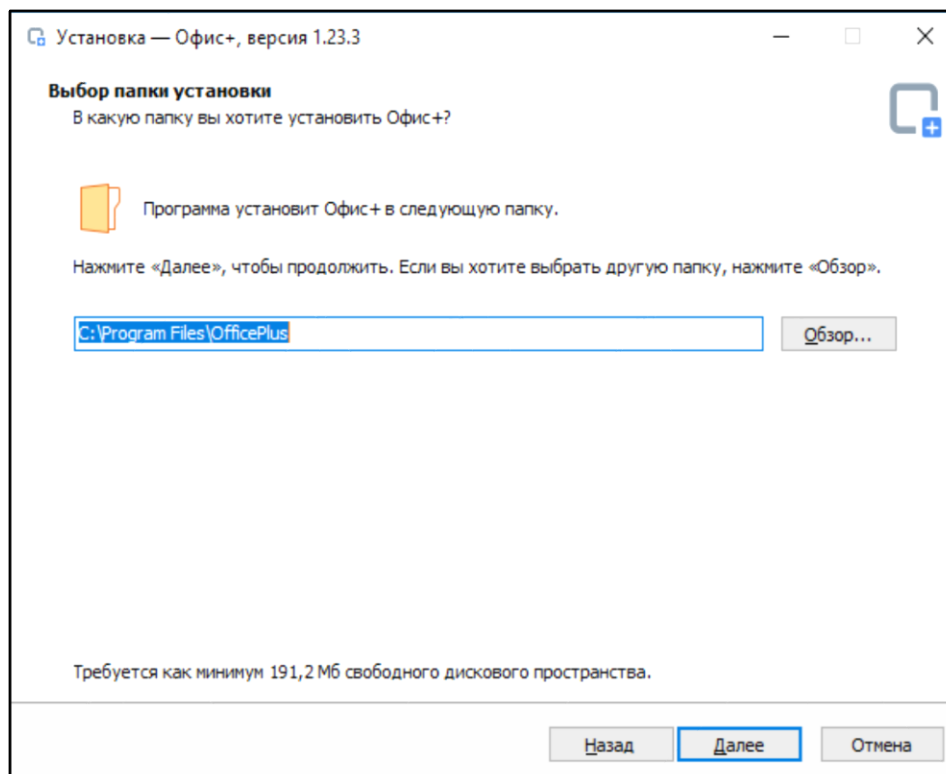 Установка — Офис+, версия 1.23.3
Выбор папки установки
В какую папку вы хотите установить Офис+?
Программа установит Офис+ в следующую папку.
Нажмите «Далее», чтобы продолжить. Если вы хотите выбрать другую папку, нажмите «Обзор».
C:\Program Files\OfficePlus
Обзор...
Требуется как минимум 191,2 Мб свободного дискового пространства.
Назад
Далее
Отмена